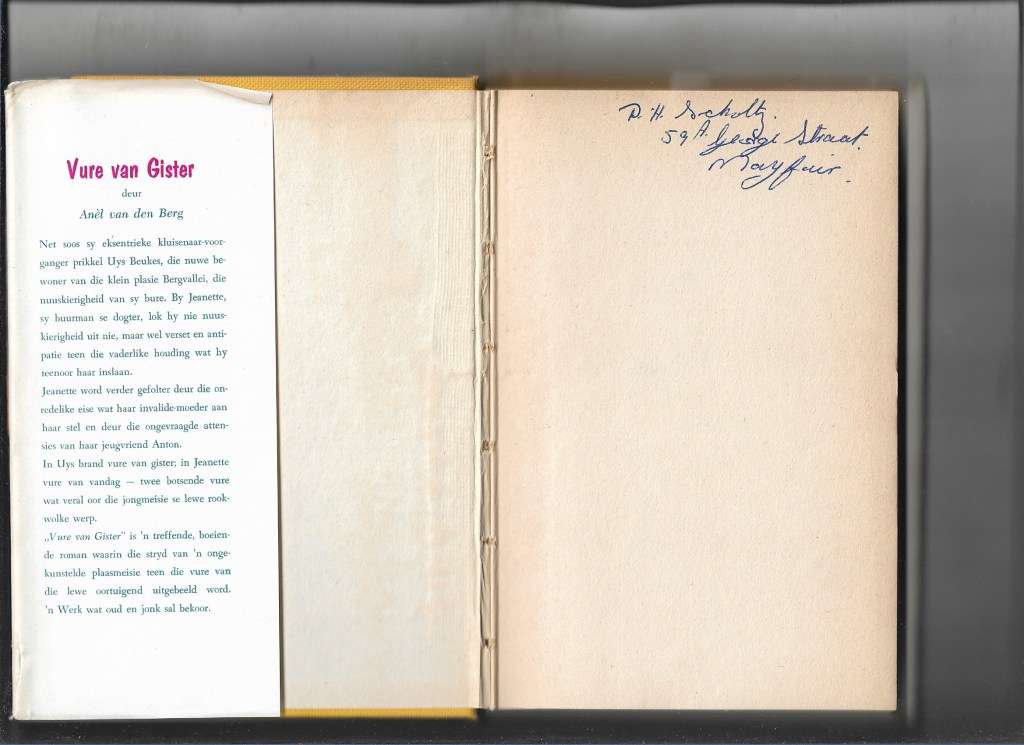 Vure van Gister
deur
Anèl van den Berg
Net soos sy eksentrieke kluisenaar-voor-
ganger prikkel Uys Beukes, die nuwe be-
woner van die klein plasie Bergvallei, die
nuuskierigheid van sy bure. By Jeanette,
sy buurman se dogter, lok hy nie nuus-
kierigheid uit nie, maar wel verset en anti-
patie teen die vaderlike houding wat hy
teenoor haar inslaan.
Jeanette word verder gefolter deur die on-
redelike eise wat haar invalide-moeder aan
haar stel en deur die ongevraagde atten-
sies van haar jeugvriend Anton.
In Uys brand vure van gister; in Jeanette
vure van vandag — twee botsende vure
wat veral oor die jongmeisie se lewe rook-
wolke werp.
„Vure van Gister" is 'n treffende, boeien-
de roman waarin die stryd van 'n onge-
kunstelde plaasmeisie teen die vure van
die lewe oortuigend uitgebeeld word.
'n Werk wat oud en jonk sal bekoor.
D. H. Scholtz.
59A George Straat.
Mayfair.